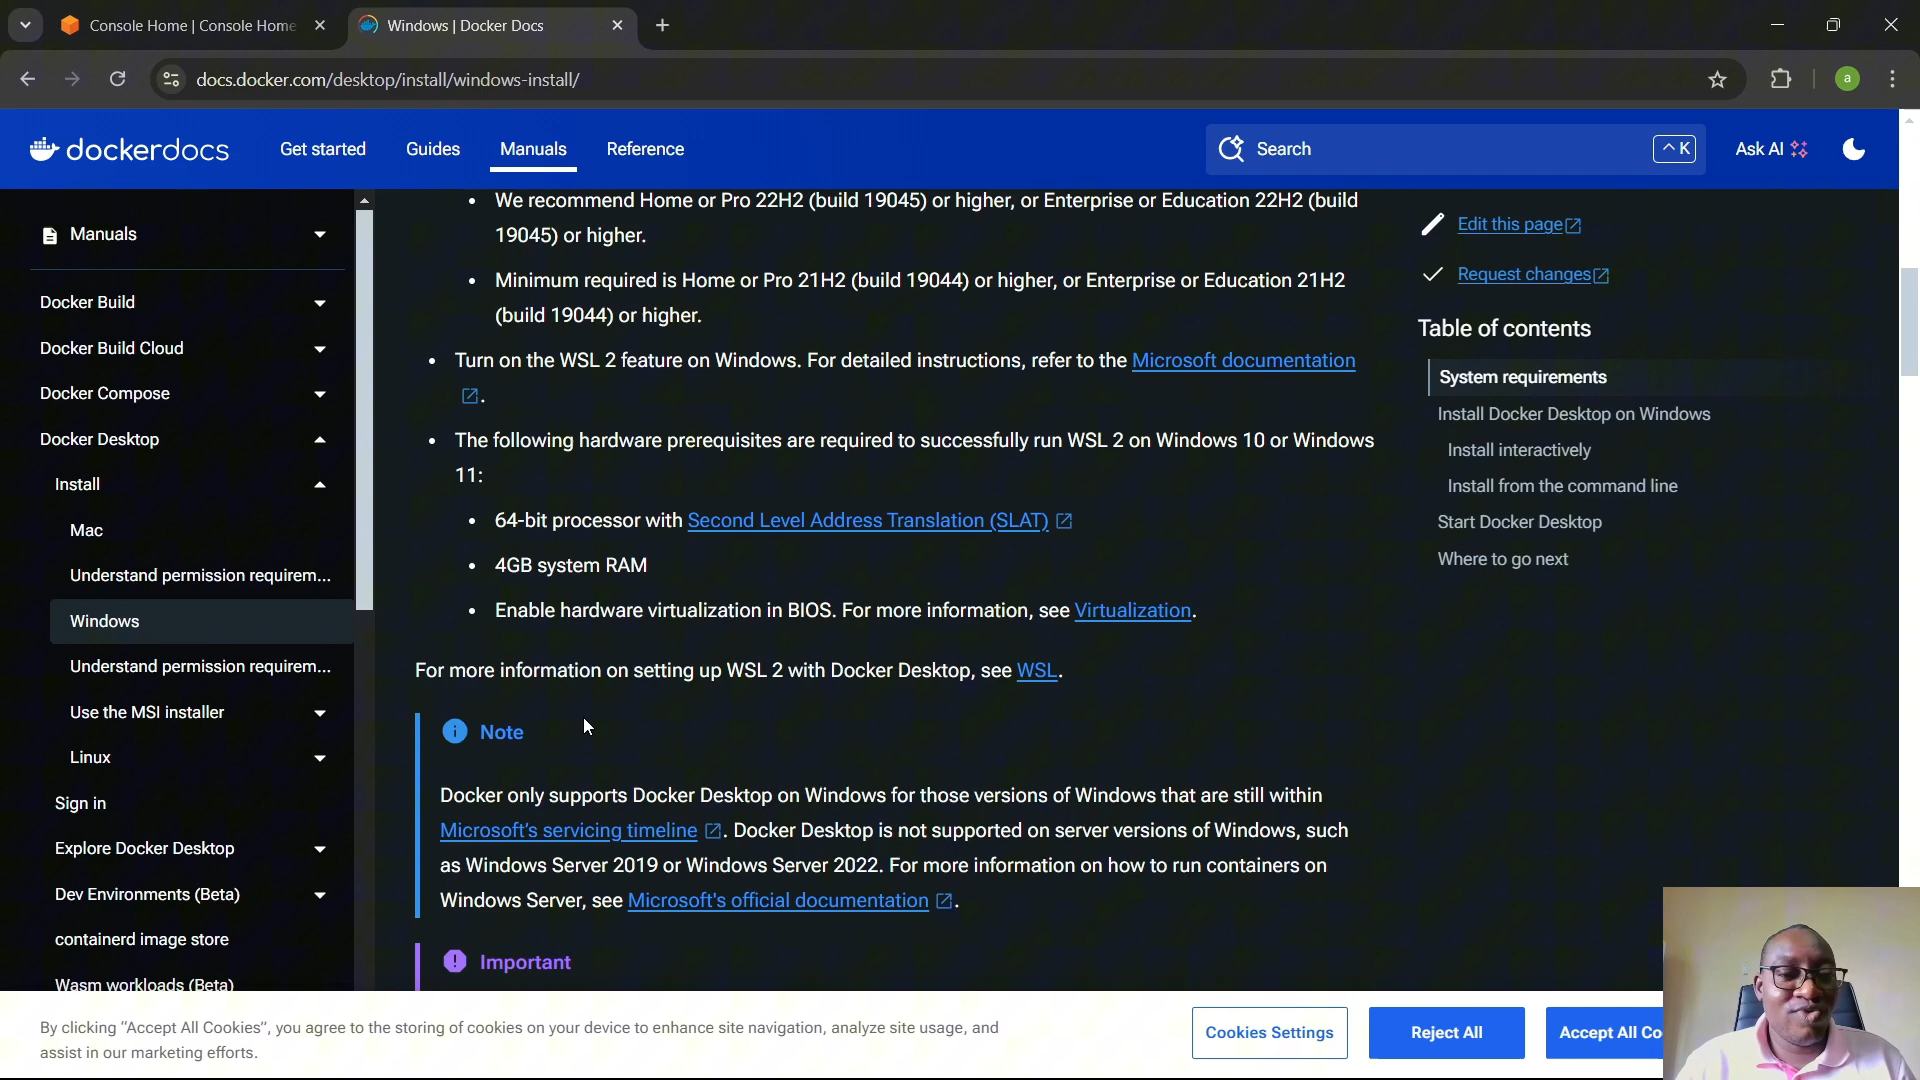 Console Home | Console Home
Windows | Docker Docs
docs.docker.com/desktop/install/windows-install/
a
dockerdocs
Get started
Guides
Manuals
Reference
Search
^ K
Ask AI
Manuals
Docker Build
Docker Build Cloud
Docker Compose
Docker Desktop
Install
Mac
Understand permission requirem...
Windows
Understand permission requirem...
Use the MSI installer
Linux
Sign in
Explore Docker Desktop
Dev Environments (Beta)
containerd image store
Wasm workloads (Beta)
• We recommend Home or Pro 22H2 (build 19045) or higher, or Enterprise or Education 22H2 (build
19045) or higher.
• Minimum required is Home or Pro 21H2 (build 19044) or higher, or Enterprise or Education 21H2
(build 19044) or higher.
• Turn on the WSL 2 feature on Windows. For detailed instructions, refer to the Microsoft documentation
.
• The following hardware prerequisites are required to successfully run WSL 2 on Windows 10 or Windows
11:
• 64-bit processor with Second Level Address Translation (SLAT)
• 4GB system RAM
• Enable hardware virtualization in BIOS. For more information, see Virtualization.
For more information on setting up WSL 2 with Docker Desktop, see WSL.
Note
Docker only supports Docker Desktop on Windows for those versions of Windows that are still within
Microsoft's servicing timeline. Docker Desktop is not supported on server versions of Windows, such
as Windows Server 2019 or Windows Server 2022. For more information on how to run containers on
Windows Server, see Microsoft's official documentation.
Important
Edit this page
Request changes
Table of contents
System requirements
Install Docker Desktop on Windows
Install interactively
Install from the command line
Start Docker Desktop
Where to go next
By clicking “Accept All Cookies”, you agree to the storing of cookies on your device to enhance site navigation, analyze site usage, and
assist in our marketing efforts.
Cookies Settings
Reject All
Accept All Co